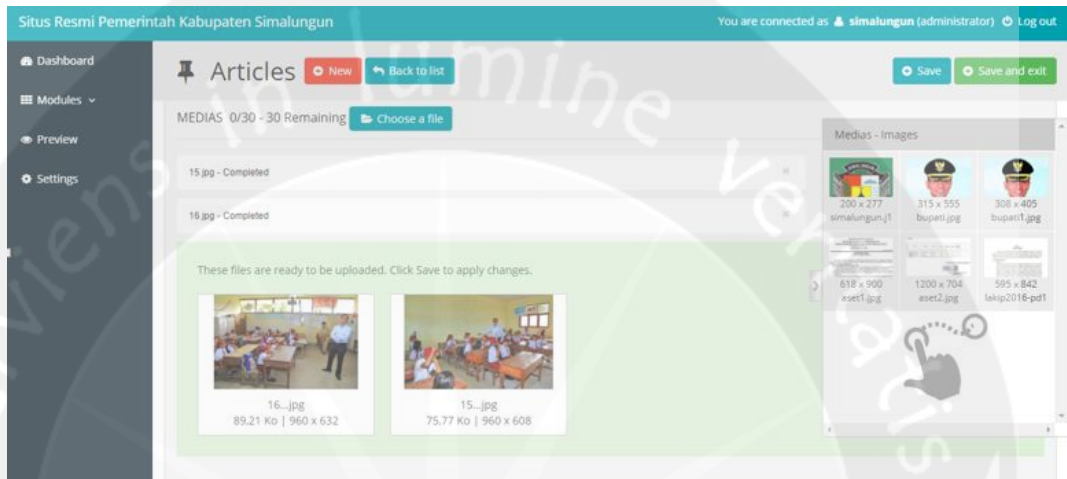 Situs Resmi Pemerintah Kabupaten Simalungun
You are connected as simalungun (administrator) Log out
Dashboard
Modules
Preview
Settings
Articles
New
Back to list
Save
Save and exit
MEDIAS 0/30 - 30 Remaining
Choose a file
15.jpg - Completed
16.jpg - Completed
These files are ready to be uploaded. Click Save to apply changes.
16...jpg
89.21 Ko | 960 x 632
15...jpg
75.77 Ko | 960 x 608
Medias - Images
200 x 277
simalungun.j1
315 x 555
bupati.jpg
308 x 405
bupati1.jpg
618 x 900
aset1.jpg
1200 x 704
aset2.jpg
595 x 842
lakip2016-pd1
viens in lumine veritatis